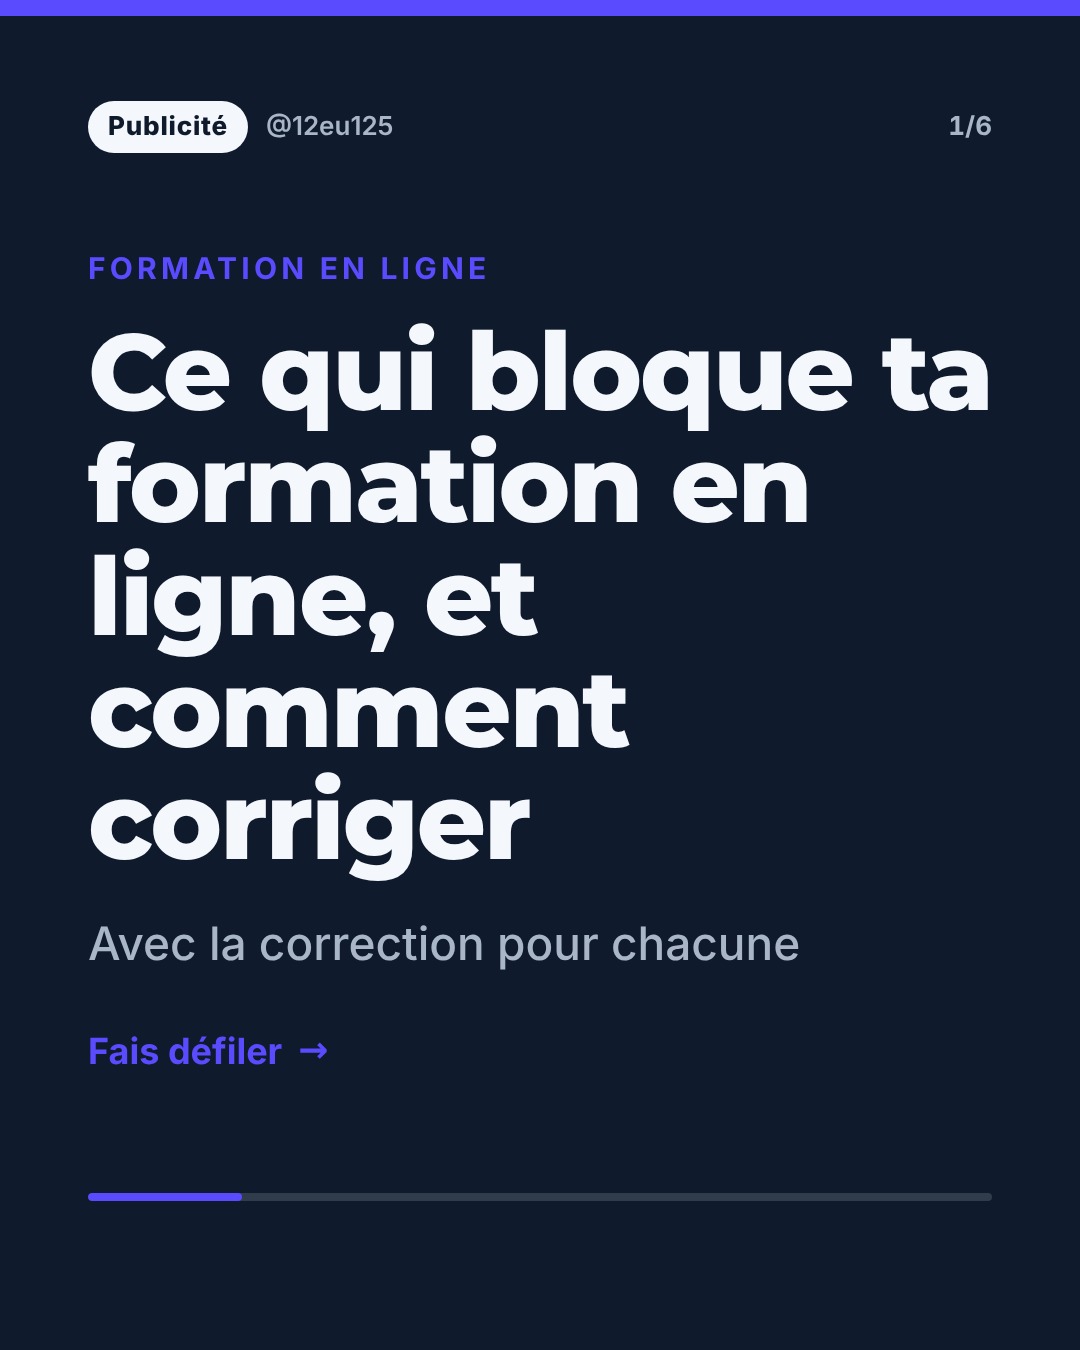 Publicité @12eu125 1/6
FORMATION EN LIGNE
Ce qui bloque ta
formation en
ligne, et
comment
corriger
Avec la correction pour chacune
Fais défiler →